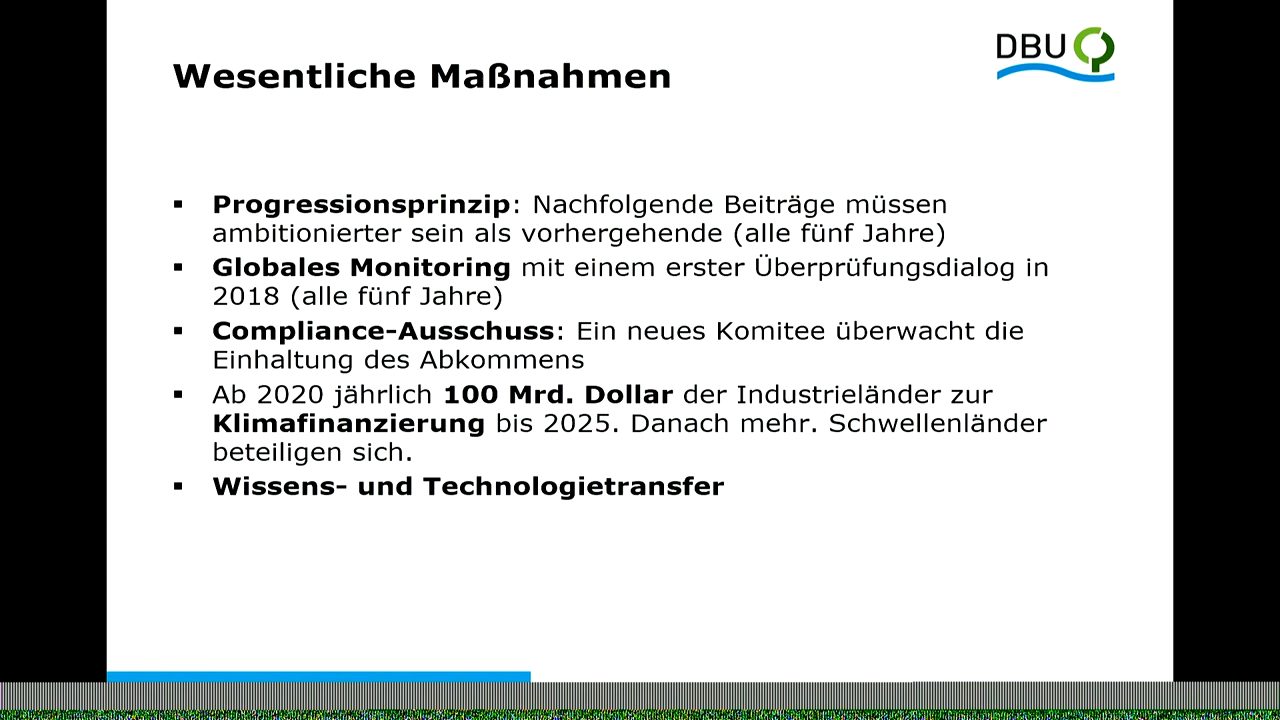 DBU
Wesentliche Maßnahmen
▪ Progressionsprinzip: Nachfolgende Beiträge müssen
ambitionierter sein als vorhergehende (alle fünf Jahre)
▪ Globales Monitoring mit einem erster Überprüfungsdialog in
2018 (alle fünf Jahre)
▪ Compliance-Ausschuss: Ein neues Komitee überwacht die
Einhaltung des Abkommens
▪ Ab 2020 jährlich 100 Mrd. Dollar der Industrieländer zur
Klimafinanzierung bis 2025. Danach mehr. Schwellenländer
beteiligen sich.
▪ Wissens- und Technologietransfer